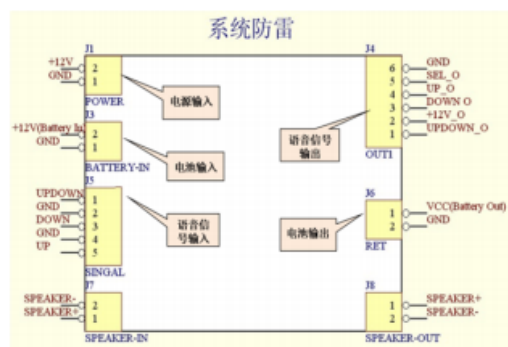 系统防雷
J1
+12V 2
GND 1
POWER
电源输入
J3
+12V(Battery In) 2
GND 1
BATTERY-IN
电池输入
J5
UPDOWN 1
GND 2
DOWN 3
GND 4
UP 5
SINGAL
语音信
号输入
J7
SPEAKER- 2
SPEAKER+ 1
SPEAKER-IN
J4
6 GND
5 SEL_O
4 UP_O
3 DOWN O
2 +12V_O
1 UPDOWN_O
OUT1
语音信号
输出
J6
1 VCC(Battery Out)
2 GND
RET
电池输出
J8
1 SPEAKER+
2 SPEAKER-
SPEAKER-OUT